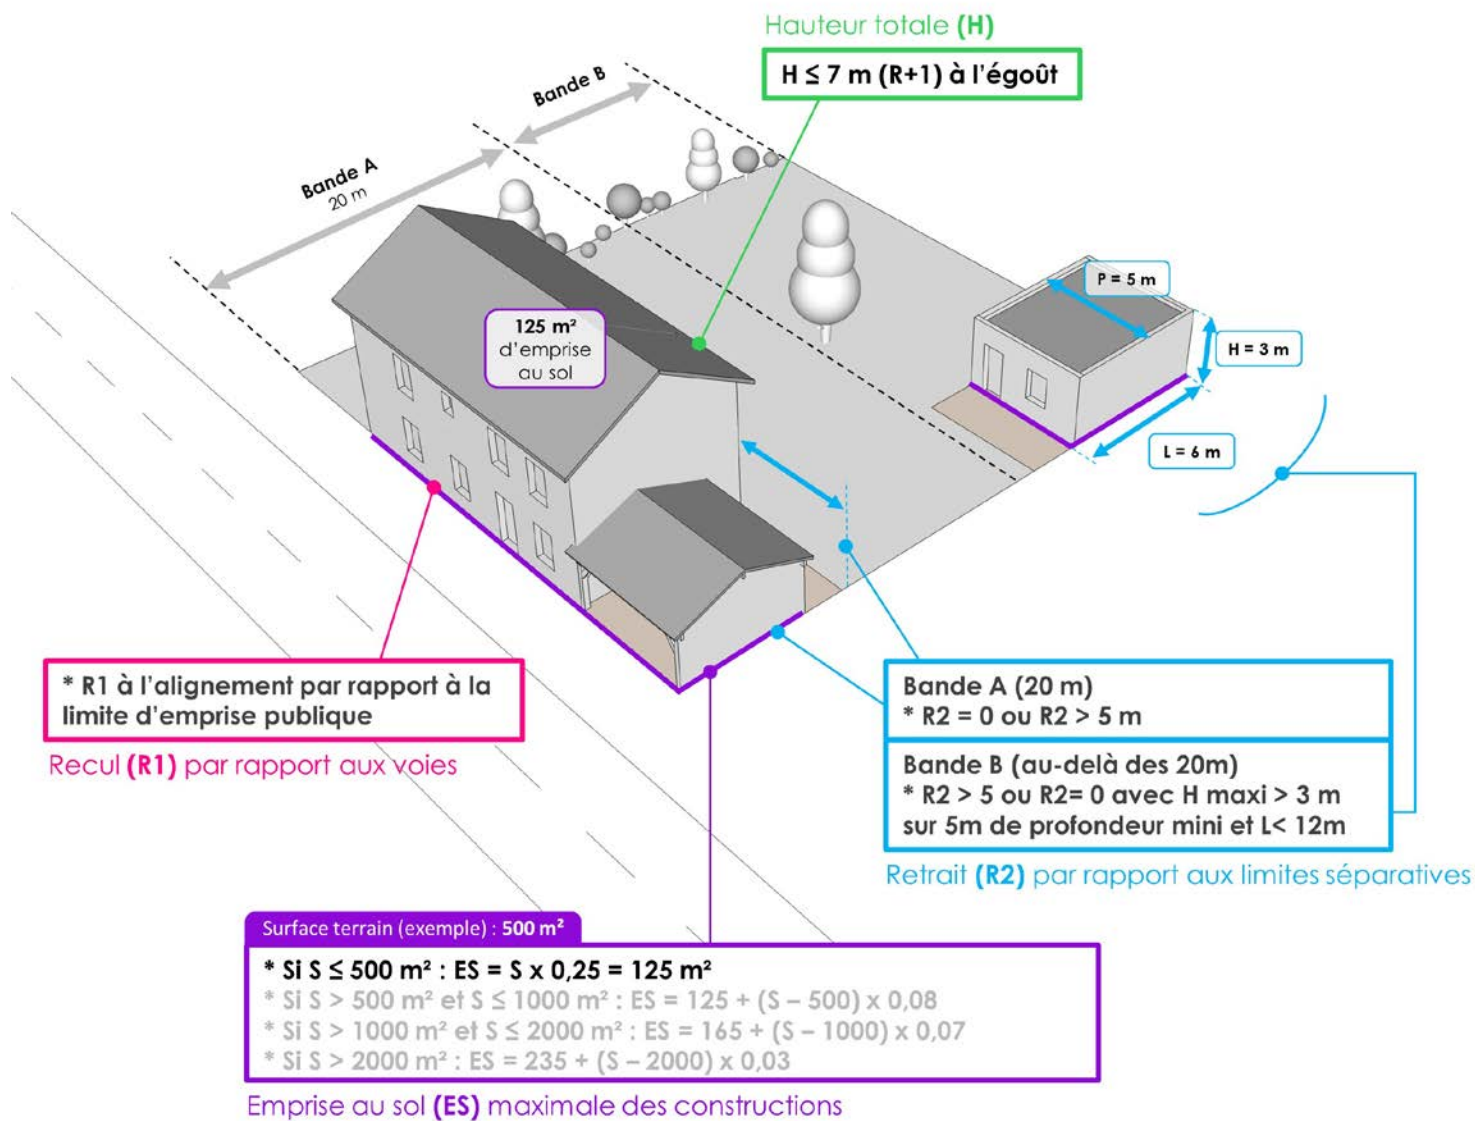 Hauteur totale (H)
H ≤ 7 m (R+1) à l'égoût
Bande B
Bande A
20 m
P = 5 m
125 m²
d'emprise
au sol
H = 3 m
L = 6 m
* R1 à l'alignement par rapport à la
limite d'emprise publique
Recul (R1) par rapport aux voies
Bande A (20 m)
* R2 = 0 ou R2 > 5 m
Bande B (au-delà des 20m)
* R2 > 5 ou R2= 0 avec H maxi > 3 m
sur 5m de profondeur mini et L< 12m
Retrait (R2) par rapport aux limites séparatives
Surface terrain (exemple) : 500 m²
* Si S ≤ 500 m² : ES = S x 0,25 = 125 m²
* Si S > 500 m² et S ≤ 1000 m² : ES = 125 + (S – 500) x 0,08
* Si S > 1000 m² et S ≤ 2000 m² : ES = 165 + (S – 1000) x 0,07
* Si S > 2000 m² : ES = 235 + (S – 2000) x 0,03
Emprise au sol (ES) maximale des constructions